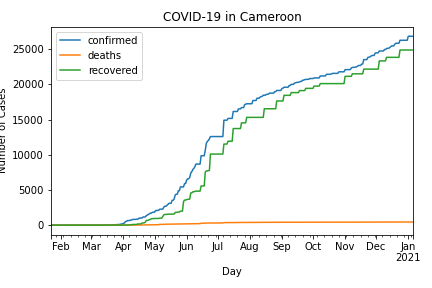 COVID-19 in Cameroon
confirmed
deaths
recovered
25000
20000
15000
10000
5000
0
Number of Cases
Feb Mar Apr May Jun Jul Aug Sep Oct Nov Dec Jan
2021
Day